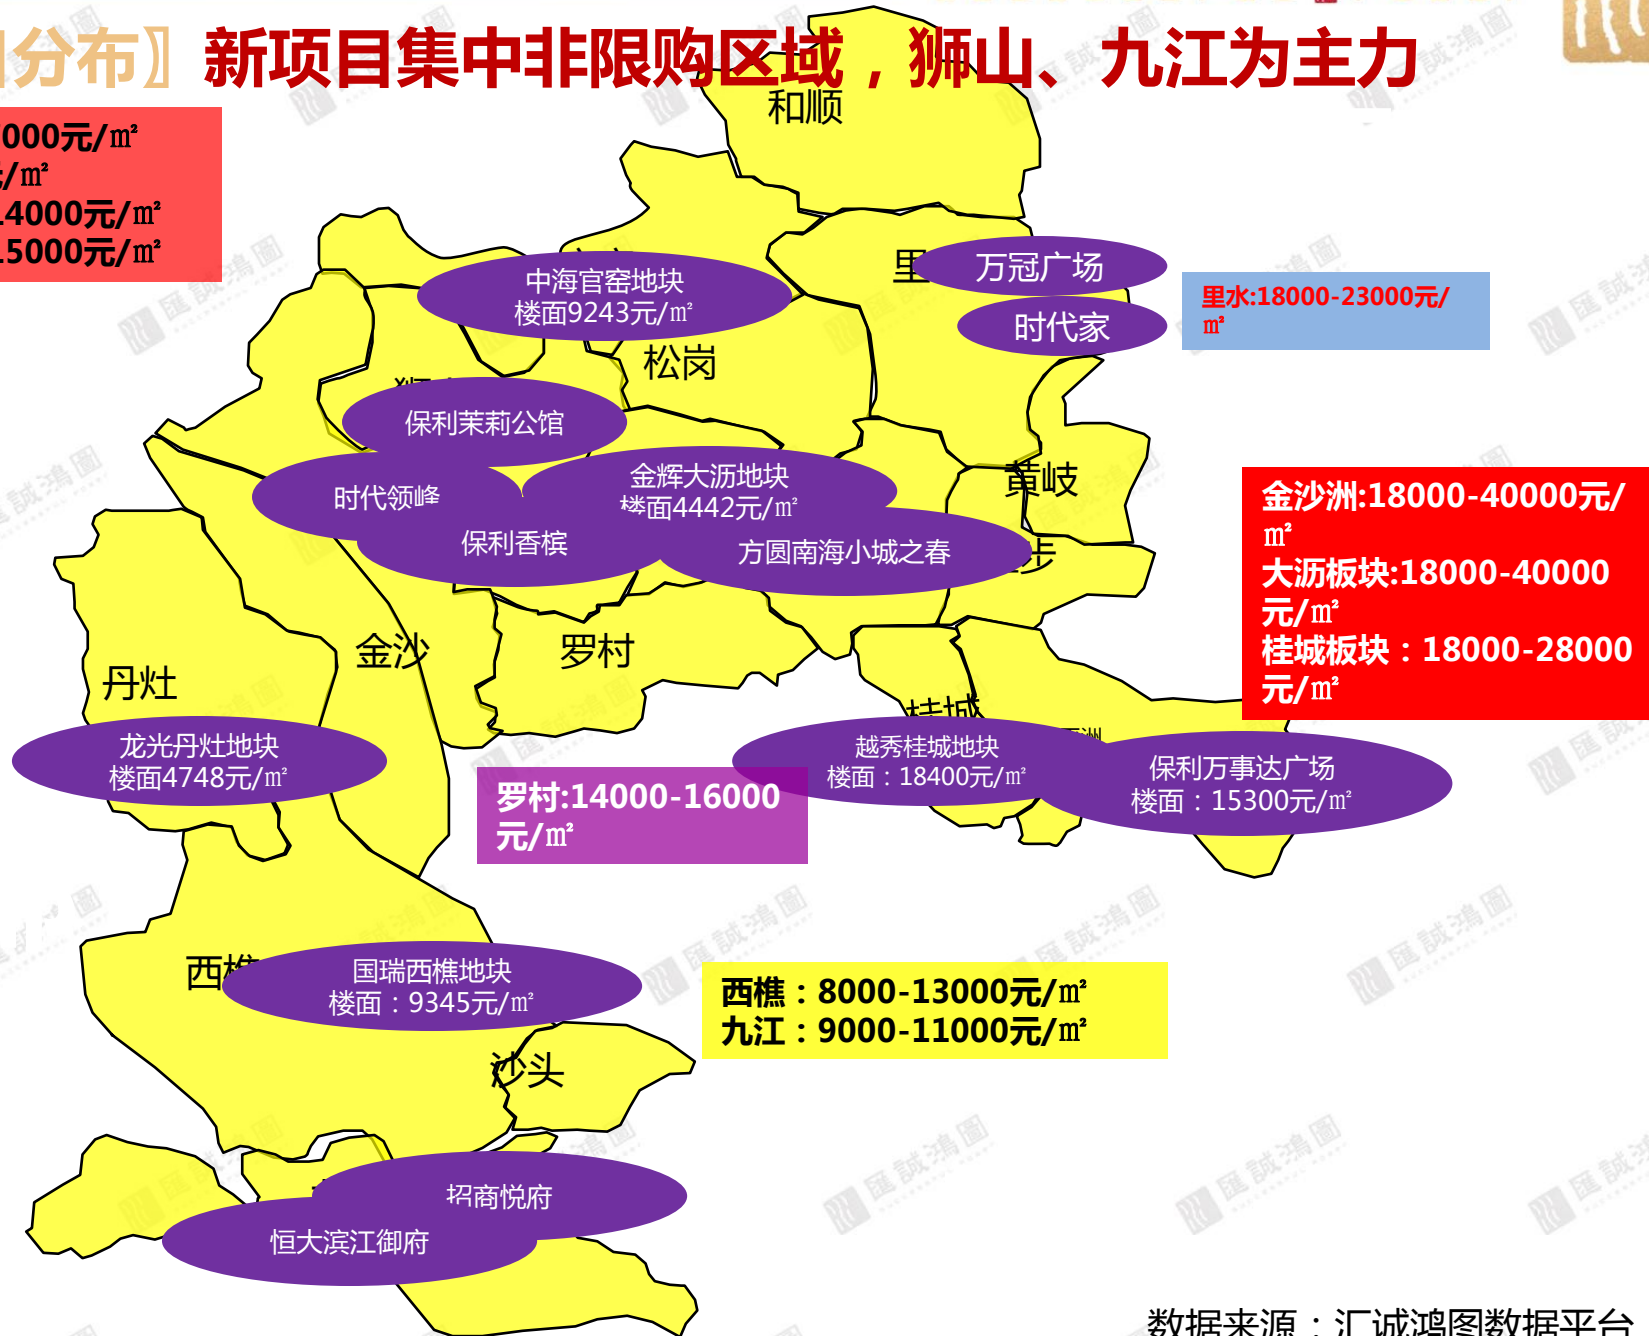 分布〗新项目集中非限购区域，狮山、九江为主力
000元/㎡
元/㎡
14000元/㎡
15000元/㎡
和顺
中海官窑地块
楼面9243元/㎡
里
万冠广场
时代家
里水:18000-23000元/
㎡
松岗
保利茉莉公馆
时代领峰
金辉大沥地块
楼面4442元/㎡
保利香槟
方圆南海小城之春
黄岐
步
金沙洲:18000-40000元/
㎡
大沥板块:18000-40000
元/㎡
桂城板块：18000-28000
元/㎡
丹灶
金沙
罗村
桂城
龙光丹灶地块
楼面4748元/㎡
罗村:14000-16000
元/㎡
越秀桂城地块
楼面：18400元/㎡
保利万事达广场
楼面：15300元/㎡
西樵
国瑞西樵地块
楼面：9345元/㎡
西樵：8000-13000元/㎡
九江：9000-11000元/㎡
沙头
招商悦府
恒大滨江御府
数据来源：汇诚鸿图数据平台
匯誠鴻圖